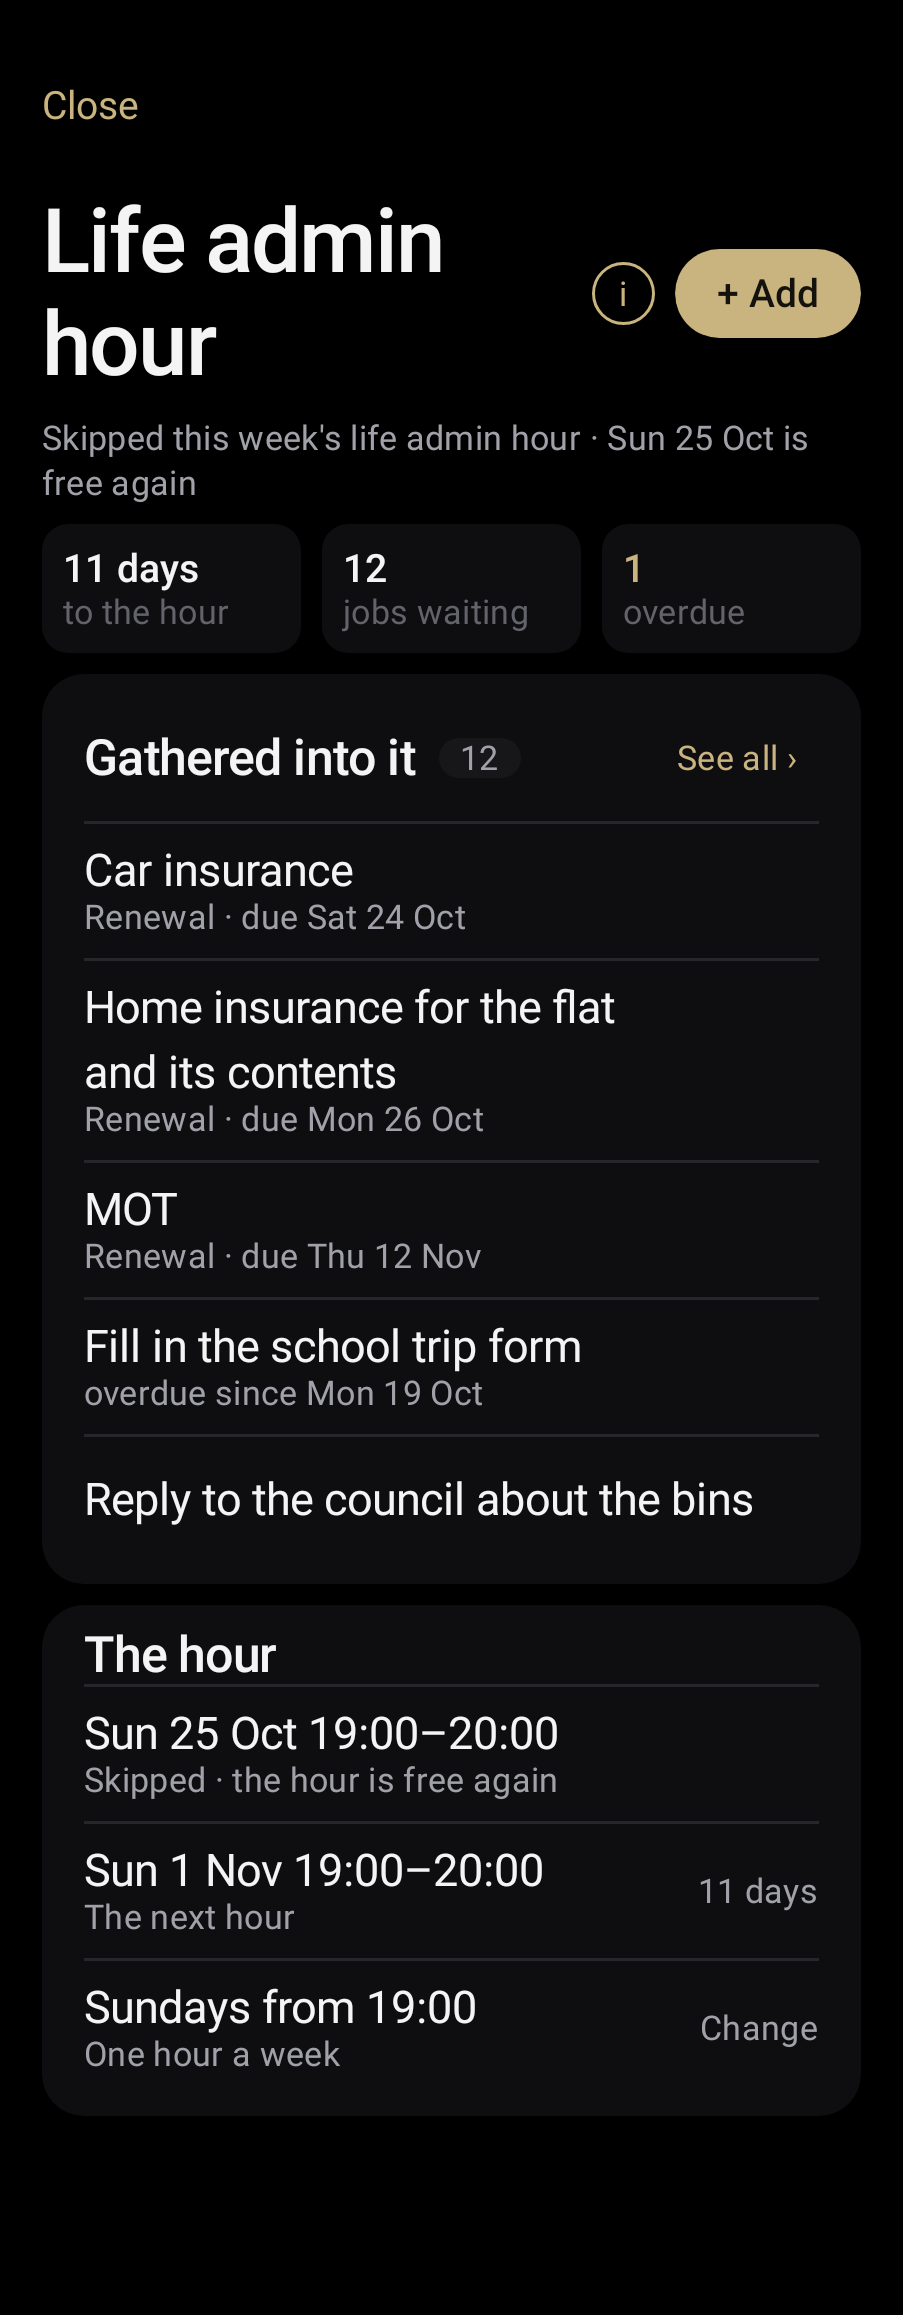 Close
Life admin
hour
i
+ Add
Skipped this week's life admin hour · Sun 25 Oct is
free again
11 days
to the hour
12
jobs waiting
1
overdue
Gathered into it 12 See all ›
Car insurance
Renewal · due Sat 24 Oct
Home insurance for the flat
and its contents
Renewal · due Mon 26 Oct
MOT
Renewal · due Thu 12 Nov
Fill in the school trip form
overdue since Mon 19 Oct
Reply to the council about the bins
The hour
Sun 25 Oct 19:00–20:00
Skipped · the hour is free again
Sun 1 Nov 19:00–20:00
The next hour
11 days
Sundays from 19:00
One hour a week
Change